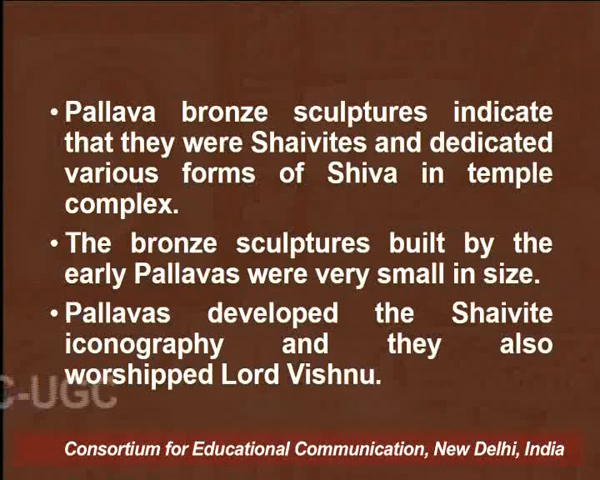 • Pallava bronze sculptures indicate
that they were Shaivites and dedicated
various forms of Shiva in temple
complex.
• The bronze sculptures built by the
early Pallavas were very small in size.
• Pallavas developed the Shaivite
iconography and they also
worshipped Lord Vishnu.
C-UGC
Consortium for Educational Communication, New Delhi, India